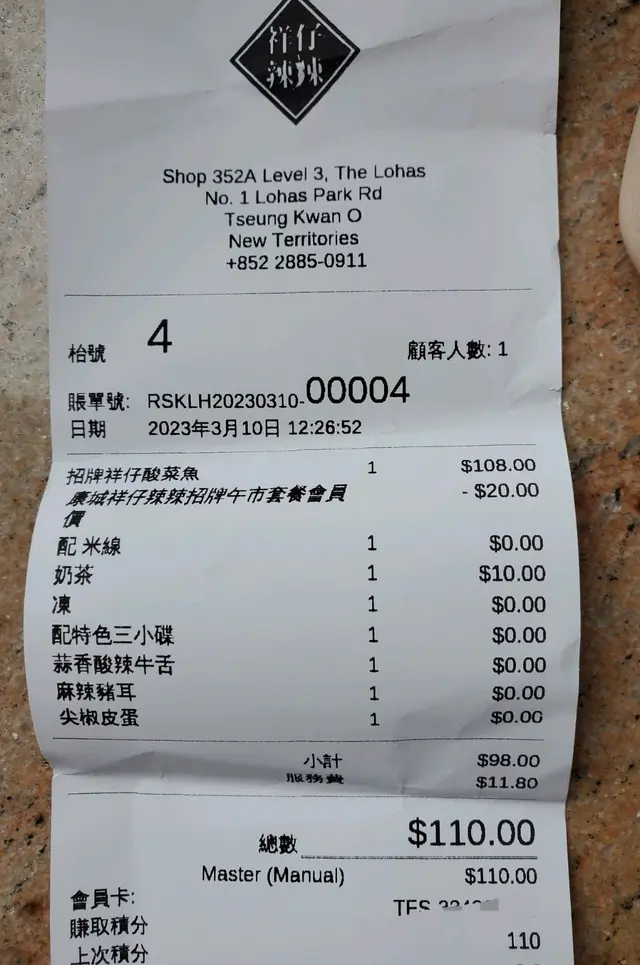 祥仔
辣辣
Shop 352A Level 3, The Lohas
No. 1 Lohas Park Rd
Tseung Kwan O
New Territories
+852 2885-0911
枱號 4 顧客人數: 1
賬單號: RSKLH20230310-00004
日期 2023年3月10日 12:26:52
招牌祥仔酸菜魚 1 $108.00
康城祥仔辣辣招牌午市套餐會員 - $20.00
價
配 米線 1 $0.00
奶茶 1 $10.00
凍 1 $0.00
配特色三小碟 1 $0.00
蒜香酸辣牛舌 1 $0.00
麻辣豬耳 1 $0.00
尖椒皮蛋 1 $0.00
小計 $98.00
服務費 $11.80
總數 $110.00
Master (Manual) $110.00
會員卡: TFS
賺取積分 110
上次積分